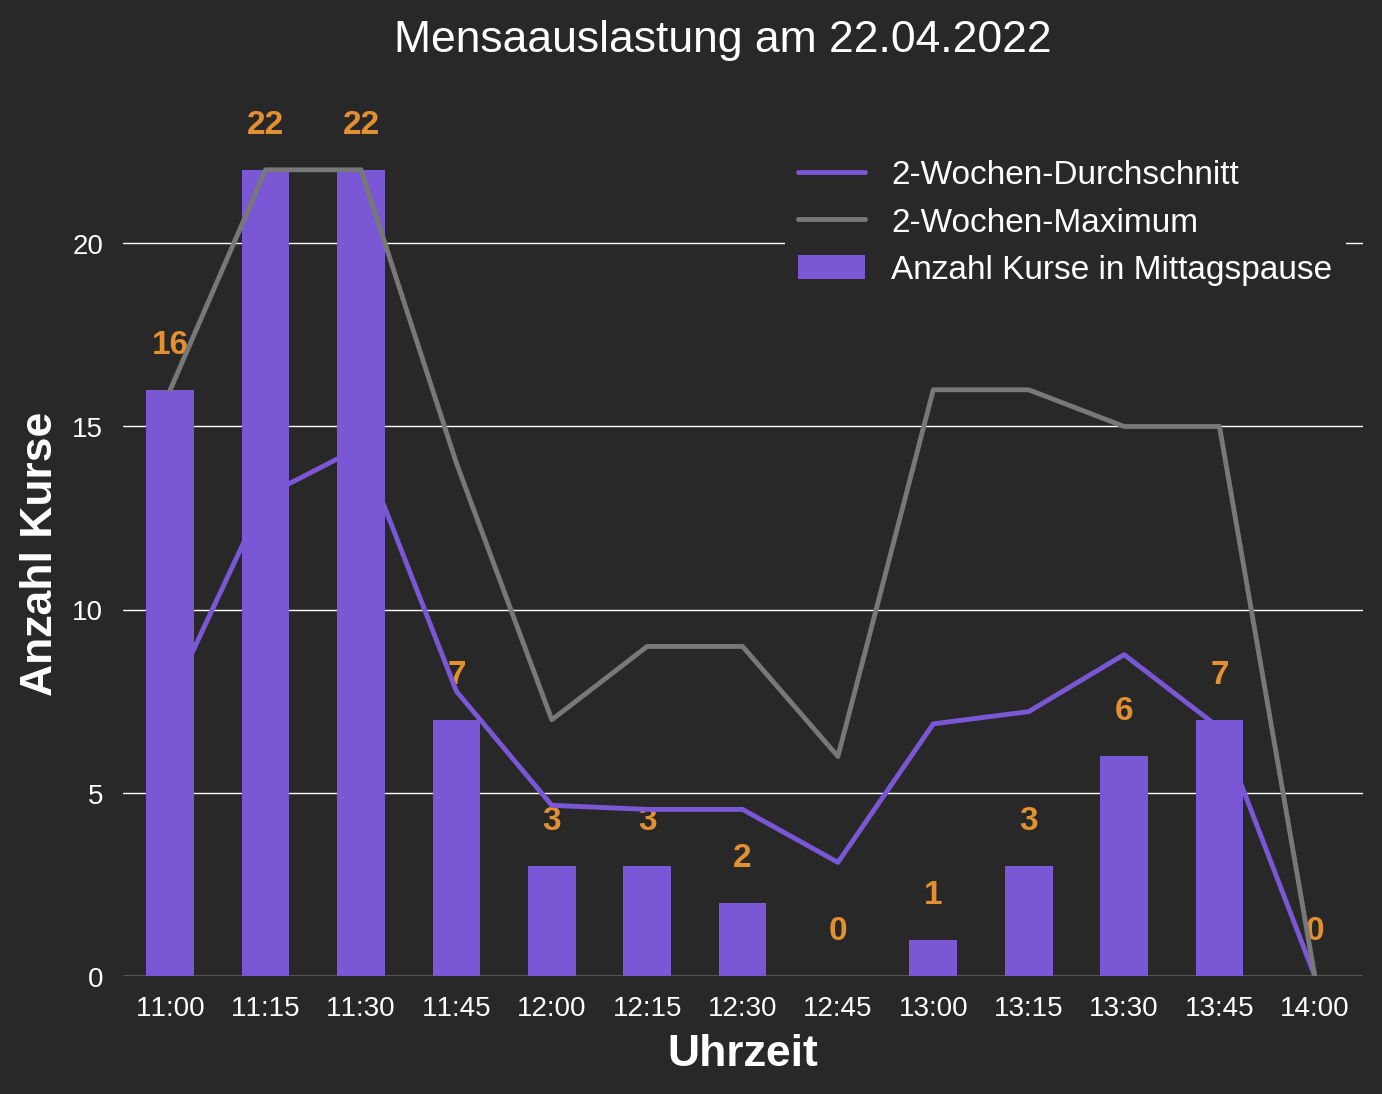 Mensaauslastung am 22.04.2022
22 22
2-Wochen-Durchschnitt
2-Wochen-Maximum
Anzahl Kurse in Mittagspause
20
16
15
10
7 7
6
5
3 3 3
2
1
0 0
0
11:00 11:15 11:30 11:45 12:00 12:15 12:30 12:45 13:00 13:15 13:30 13:45 14:00
Uhrzeit
Anzahl Kurse